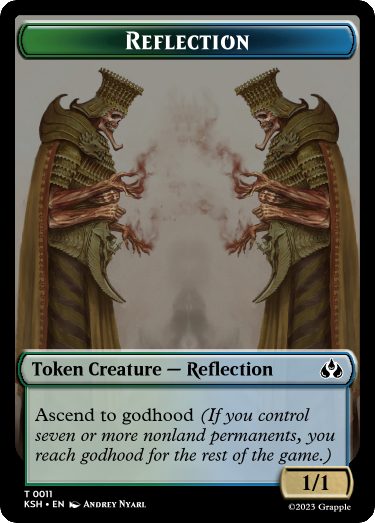 Reflection
Token Creature — Reflection
Ascend to godhood (If you control
seven or more nonland permanents, you
reach godhood for the rest of the game.)
1/1
T 0011
KSH • EN Andrey Nyarl
©2023 Grapple